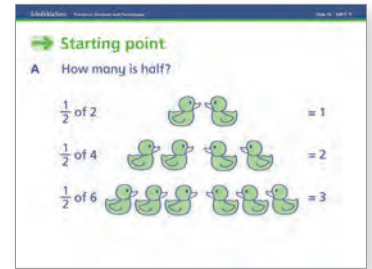 Starting point
A How many is half?
1/2 of 2 = 1
1/2 of 4 = 2
1/2 of 6 = 3